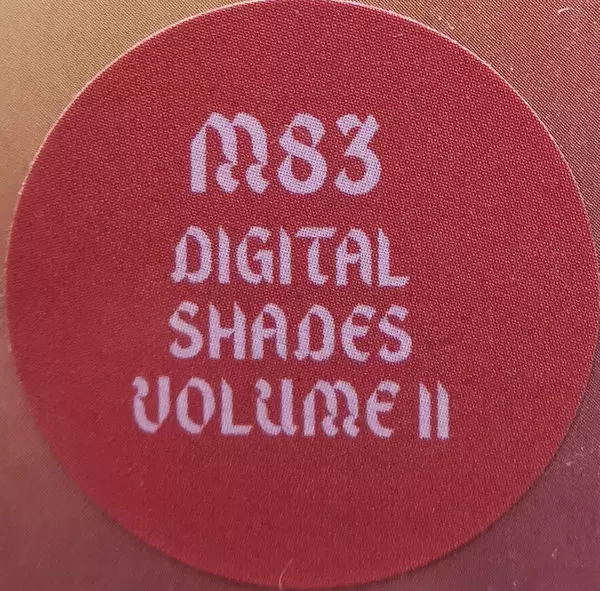 M83
DIGITAL
SHADES
VOLUME II